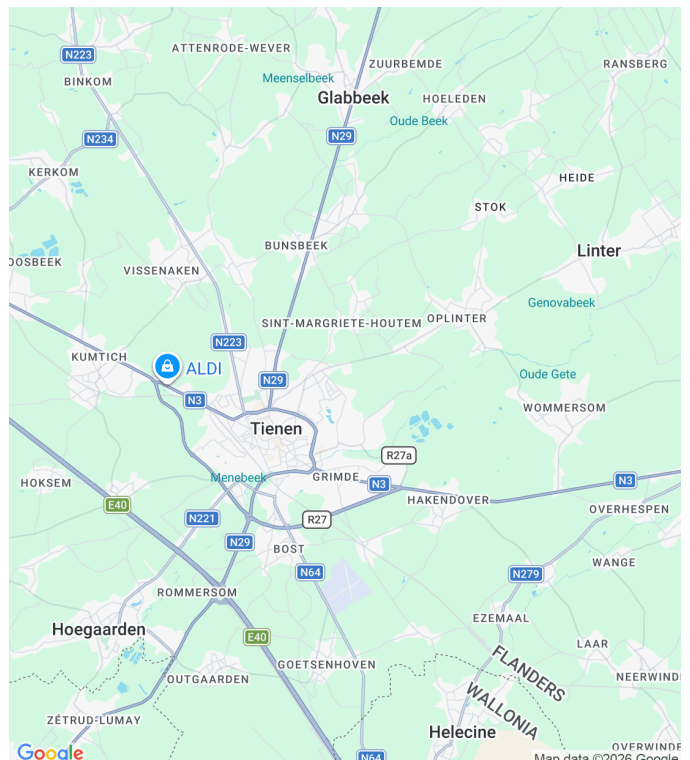 ATTENRODE-WEVER
N223
ZUURBEMDE
RANSBERG
BINKOM
Meenselbeek
Glabbeek
HOELEDEN
Oude Beek
N234
N29
KERKOM
HEIDE
STOK
BUNSBEEK
Linter
OOSBEEK
VISSENAKEN
Genovabeek
OPLINTER
SINT-MARGRIETE-HOUTEM
N223
KUMTICH
ALDI
Oude Gete
N29
N3
WOMMERSOM
Tienen
R27a
Menebeek
GRIMDE
HOKSEM
N3
N3
HAKENDOVER
E40
OVERHESPEN
N221
R27
N29
BOST
WANGE
N64
N279
ROMMERSOM
EZEMAAL
Hoegaarden
E40
LAAR
GOETSENHOVEN
FLANDERS
OUTGAARDEN
NEERWIND
WALLONIA
ZÉTRUD-LUMAY
Helecine
OVERWINDE
Google
N64
Map data ©2026 Google